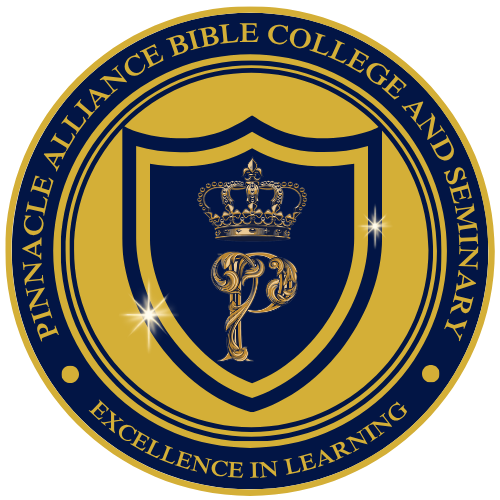 PINNACLE ALLIANCE BIBLE COLLEGE AND SEMINARY
P
EXCELLENCE IN LEARNING